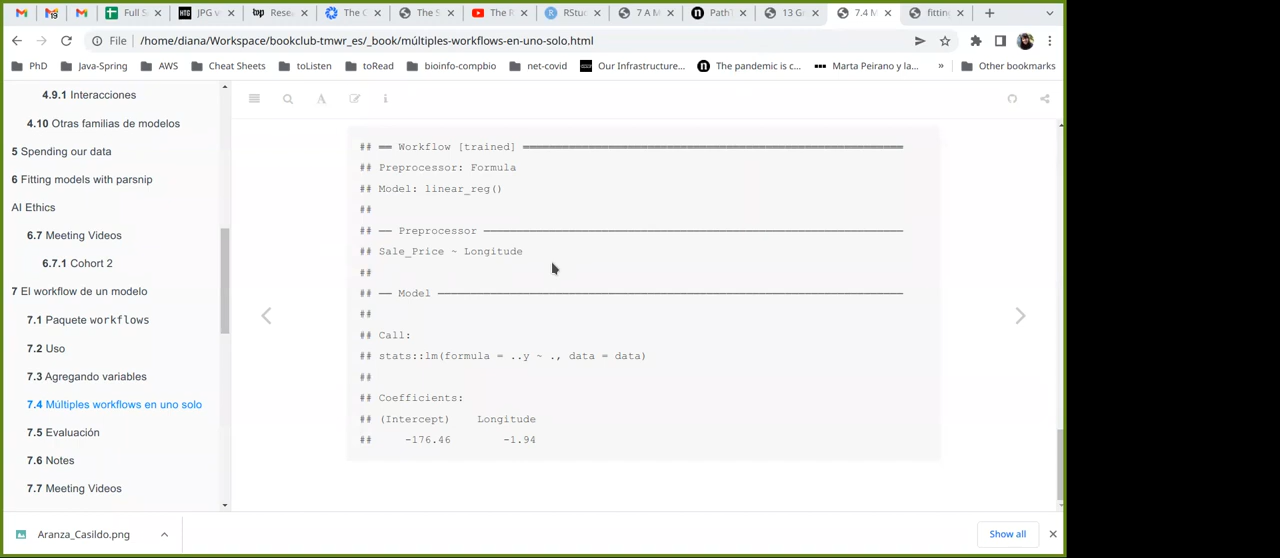 19
Full S
HTG
JPG v
top
Resea
The C
The S
The R
R
RStuc
7 A M
n
Path
13 Gr
7.4 M
fittin
File
/home/diana/Workspace/bookclub-tmwr_es/_book/múltiples-workflows-en-uno-solo.html
PhD
Java-Spring
AWS
Cheat Sheets
toListen
toRead
bioinfo-compbio
net-covid
Our Infrastructure...
n
The pandemic is c...
Marta Peirano y la...
»
Other bookmarks
4.9.1 Interacciones
4.10 Otras familias de modelos
5 Spending our data
6 Fitting models with parsnip
AI Ethics
6.7 Meeting Videos
6.7.1 Cohort 2
7 El workflow de un modelo
7.1 Paquete workflows
7.2 Uso
7.3 Agregando variables
7.4 Múltiples workflows en uno solo
7.5 Evaluación
7.6 Notes
7.7 Meeting Videos
A
i
## ══ Workflow [trained] ══════════════════════════════
## Preprocessor: Formula
## Model: linear_reg()
##
## ── Preprocessor ──────────────────────────────
## Sale_Price ~ Longitude
##
## ── Model ──────────────────────────────
##
## Call:
## stats::lm(formula = ..y ~ ., data = data)
##
## Coefficients:
## (Intercept)    Longitude
##     -176.46        -1.94
Aranza_Casildo.png
Show all